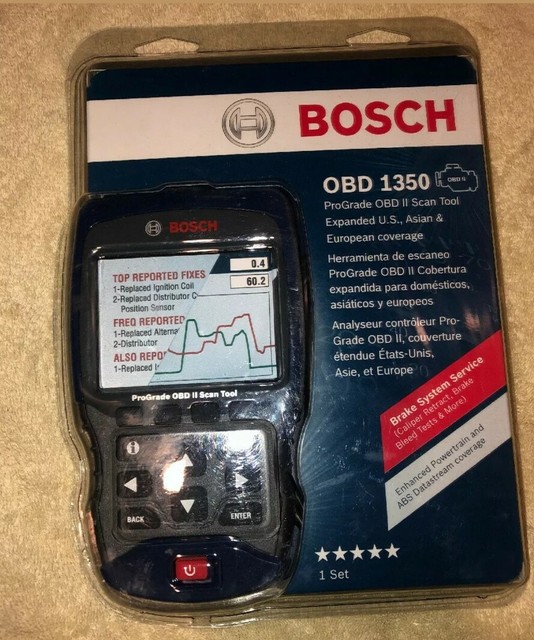 BOSCH
OBD 1350
OBD II
ProGrade OBD II Scan Tool
Expanded U.S., Asian &
European coverage
Herramienta de escaneo
ProGrade OBD II Cobertura
expandida para domésticos,
asiáticos y europeos
Analyseur contrôleur Pro-
Grade OBD II, couverture
étendue États-Unis,
Asie, et Europe
Brake System Service
(Caliper Retract, Brake
Bleed Tests & More)
Enhanced Powertrain and
ABS Datastream coverage
1 Set
BOSCH
0.4
60.2
TOP REPORTED FIXES
1-Replaced Ignition Coil
2-Replaced Distributor C
Position Sensor
FREQ REPORTED
1-Replaced Alterna
2-Distributor
ALSO REPO
1-Replaced I
ProGrade OBD II Scan Tool
i
BACK
ENTER